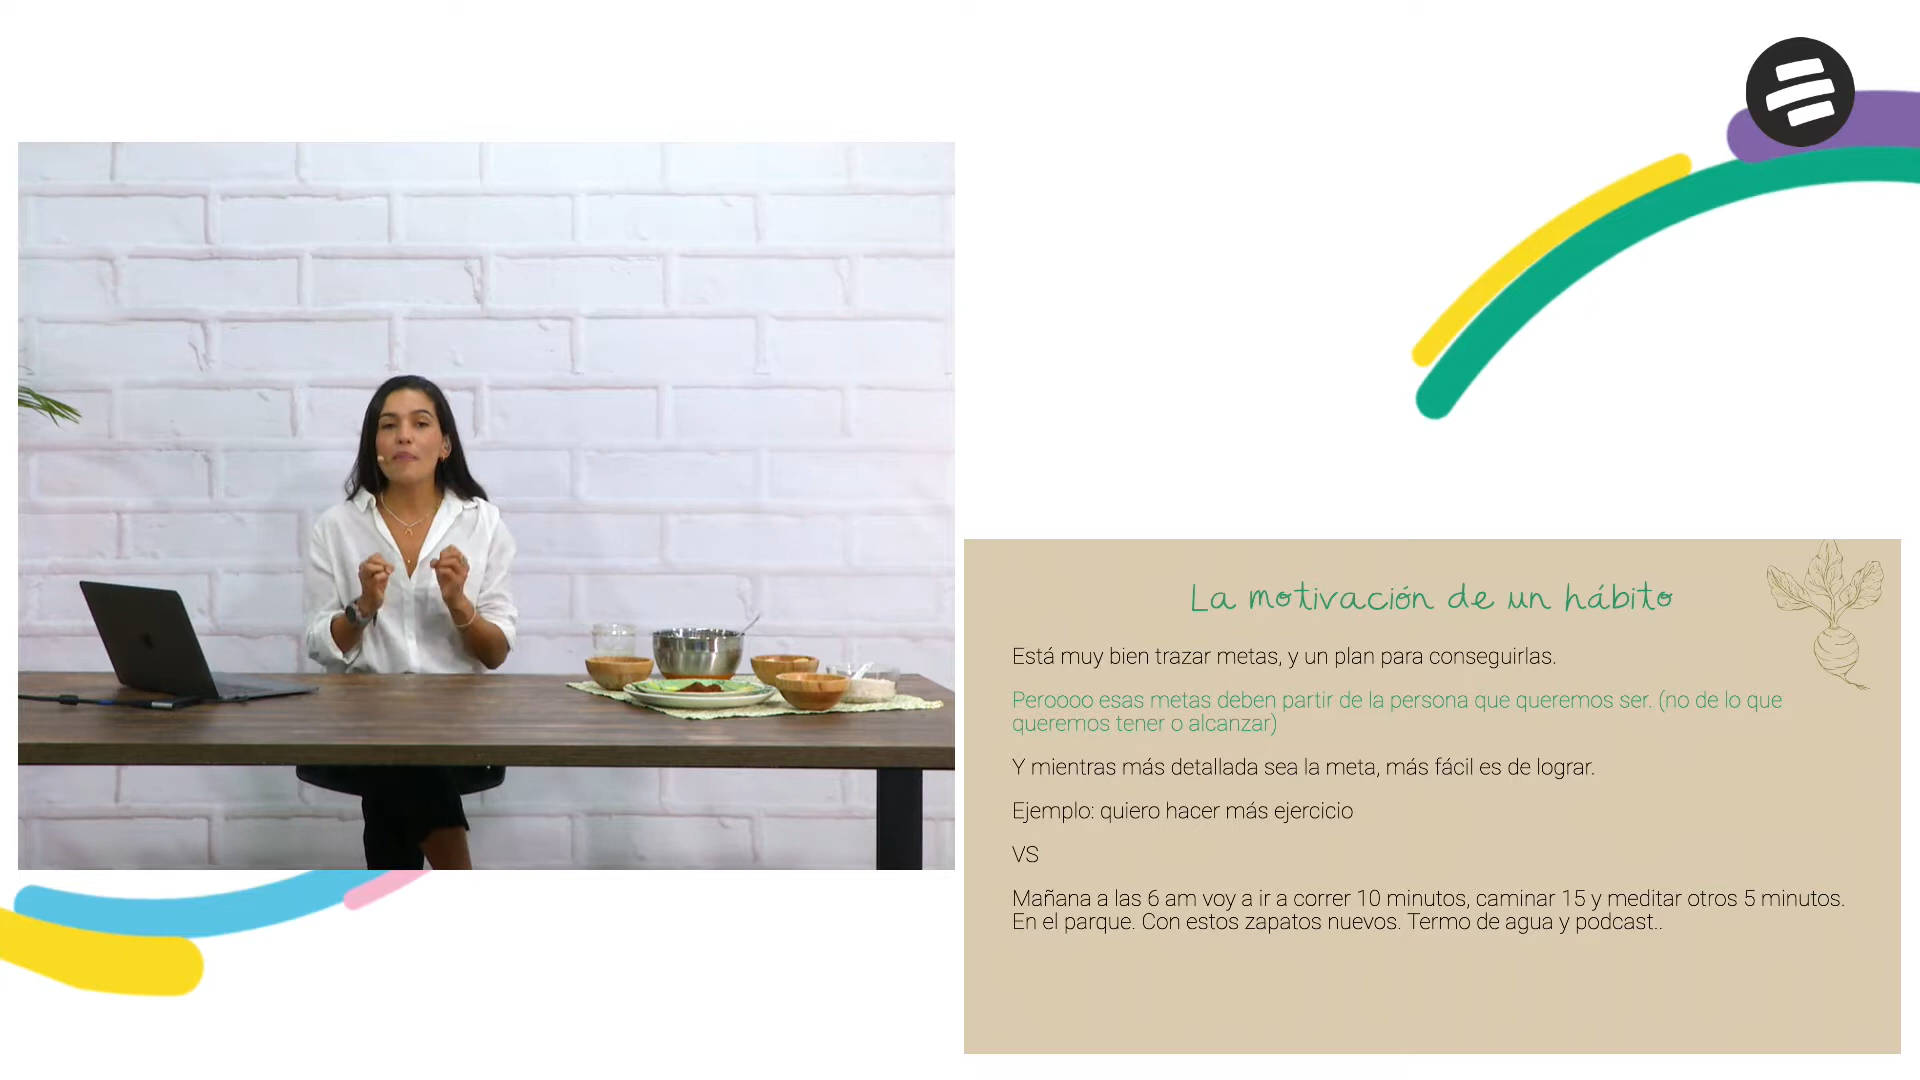 La motivación de un hábito
Está muy bien trazar metas, y un plan para conseguirlas.
Peroooo esas metas deben partir de la persona que queremos ser. (no de lo que
queremos tener o alcanzar)
Y mientras más detallada sea la meta, más fácil es de lograr.
Ejemplo: quiero hacer más ejercicio
VS
Mañana a las 6 am voy a ir a correr 10 minutos, caminar 15 y meditar otros 5 minutos.
En el parque. Con estos zapatos nuevos. Termo de agua y podcast..